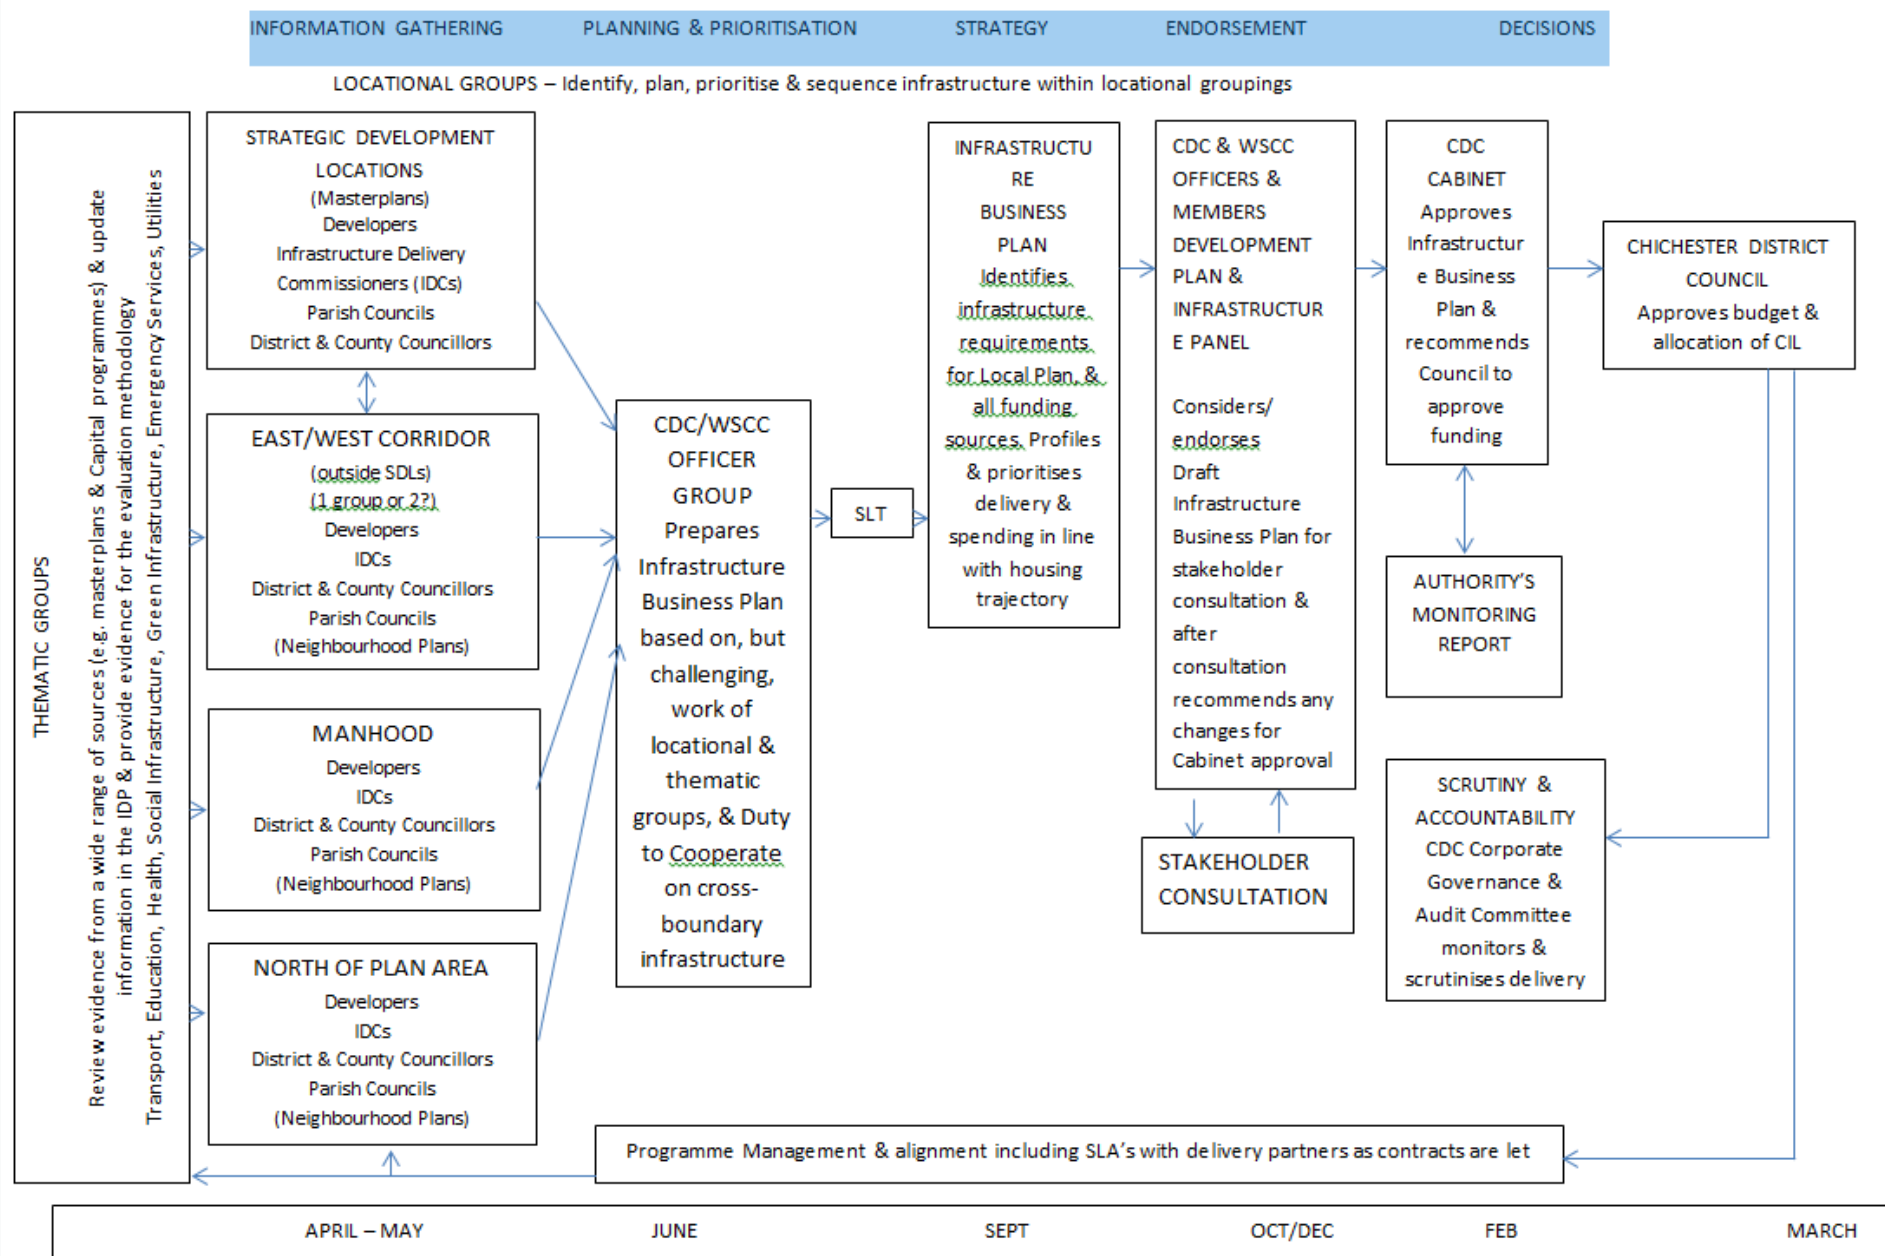 INFORMATION GATHERING
PLANNING & PRIORITISATION
STRATEGY
ENDORSEMENT
DECISIONS
LOCATIONAL GROUPS – Identify, plan, prioritise & sequence infrastructure within locational groupings
THEMATIC GROUPS
Review evidence from a wide range of sources (e.g. masterplans & Capital programmes) & update
information in the IDP & provide evidence for the evaluation methodology
Transport, Education, Health, Social Infrastructure, Green Infrastructure, Emergency Services, Utilities
STRATEGIC DEVELOPMENT
LOCATIONS
(Masterplans)
Developers
Infrastructure Delivery
Commissioners (IDCs)
Parish Councils
District & County Councillors
EAST/WEST CORRIDOR
(outside SDLs)
(1 group or 2?)
Developers
IDCs
District & County Councillors
Parish Councils
(Neighbourhood Plans)
MANHOOD
Developers
IDCs
District & County Councillors
Parish Councils
(Neighbourhood Plans)
NORTH OF PLAN AREA
Developers
IDCs
District & County Councillors
Parish Councils
(Neighbourhood Plans)
CDC/WSCC
OFFICER
GROUP
Prepares
Infrastructure
Business Plan
based on, but
challenging,
work of
locational &
thematic
groups, & Duty
to Cooperate
on cross-
boundary
infrastructure
SLT
INFRASTRUCTU
RE
BUSINESS
PLAN
Identifies
infrastructure
requirements
for Local Plan, &
all funding
sources. Profiles
& prioritises
delivery &
spending in line
with housing
trajectory
CDC & WSCC
OFFICERS &
MEMBERS
DEVELOPMENT
PLAN &
INFRASTRUCTUR
E PANEL
Considers/
endorses
Draft
Infrastructure
Business Plan for
stakeholder
consultation &
after
consultation
recommends any
changes for
Cabinet approval
STAKEHOLDER
CONSULTATION
CDC
CABINET
Approves
Infrastructur
e Business
Plan &
recommends
Council to
approve
funding
AUTHORITY'S
MONITORING
REPORT
SCRUTINY &
ACCOUNTABILITY
CDC Corporate
Governance &
Audit Committee
monitors &
scrutinises delivery
CHICHESTER DISTRICT
COUNCIL
Approves budget &
allocation of CIL
Programme Management & alignment including SLA's with delivery partners as contracts are let
APRIL – MAY
JUNE
SEPT
OCT/DEC
FEB
MARCH